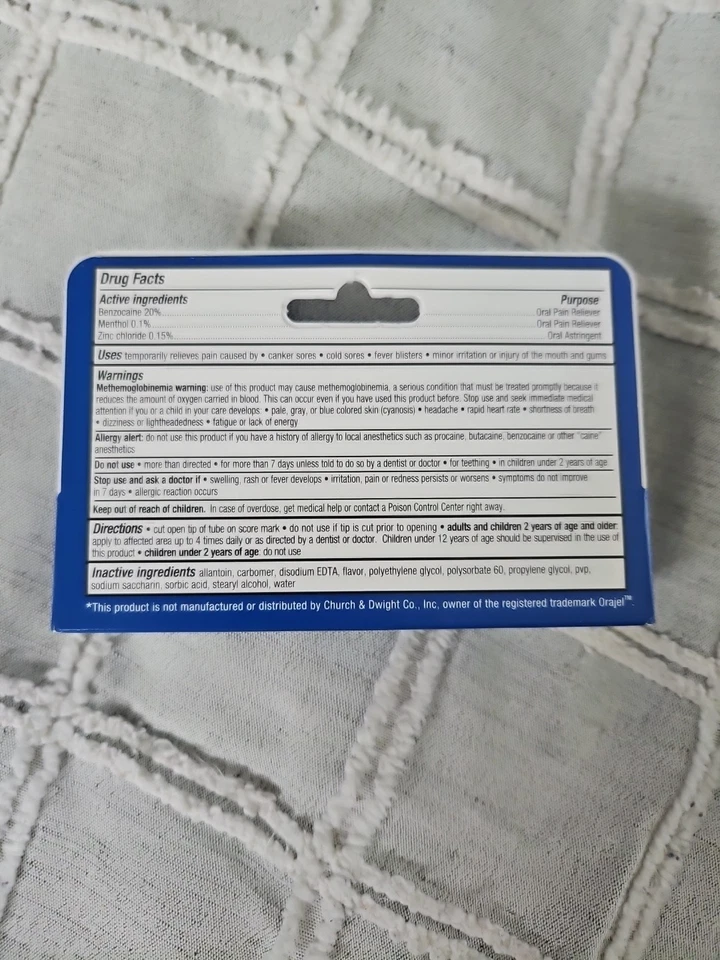 Drug Facts
Active ingredients Purpose
Benzocaine 20% Oral Pain Reliever
Menthol 0.1% Oral Pain Reliever
Zinc chloride 0.15% Oral Astringent
Uses temporarily relieves pain caused by • canker sores • cold sores • fever blisters • minor irritation or injury of the mouth and gums
Warnings
Methemoglobinemia warning: use of this product may cause methemoglobinemia, a serious condition that must be treated promptly because it
reduces the amount of oxygen carried in blood. This can occur even if you have used this product before. Stop use and seek immediate medical
attention if you or a child in your care develops: • pale, gray, or blue colored skin (cyanosis) • headache • rapid heart rate • shortness of breath
• dizziness or lightheadedness • fatigue or lack of energy
Allergy alert: do not use this product if you have a history of allergy to local anesthetics such as procaine, butacaine, benzocaine or other "caine"
anesthetics
Do not use • more than directed • for more than 7 days unless told to do so by a dentist or doctor • for teething • in children under 2 years of age
Stop use and ask a doctor if • swelling, rash or fever develops • irritation, pain or redness persists or worsens • symptoms do not improve
in 7 days • allergic reaction occurs
Keep out of reach of children. In case of overdose, get medical help or contact a Poison Control Center right away.
Directions • cut open tip of tube on score mark • do not use if tip is cut prior to opening • adults and children 2 years of age and older:
apply to affected area up to 4 times daily or as directed by a dentist or doctor. Children under 12 years of age should be supervised in the use of
this product • children under 2 years of age: do not use
Inactive ingredients allantoin, carbomer, disodium EDTA, flavor, polyethylene glycol, polysorbate 60, propylene glycol, pvp,
sodium saccharin, sorbic acid, stearyl alcohol, water
*This product is not manufactured or distributed by Church & Dwight Co., Inc, owner of the registered trademark Orajel™.